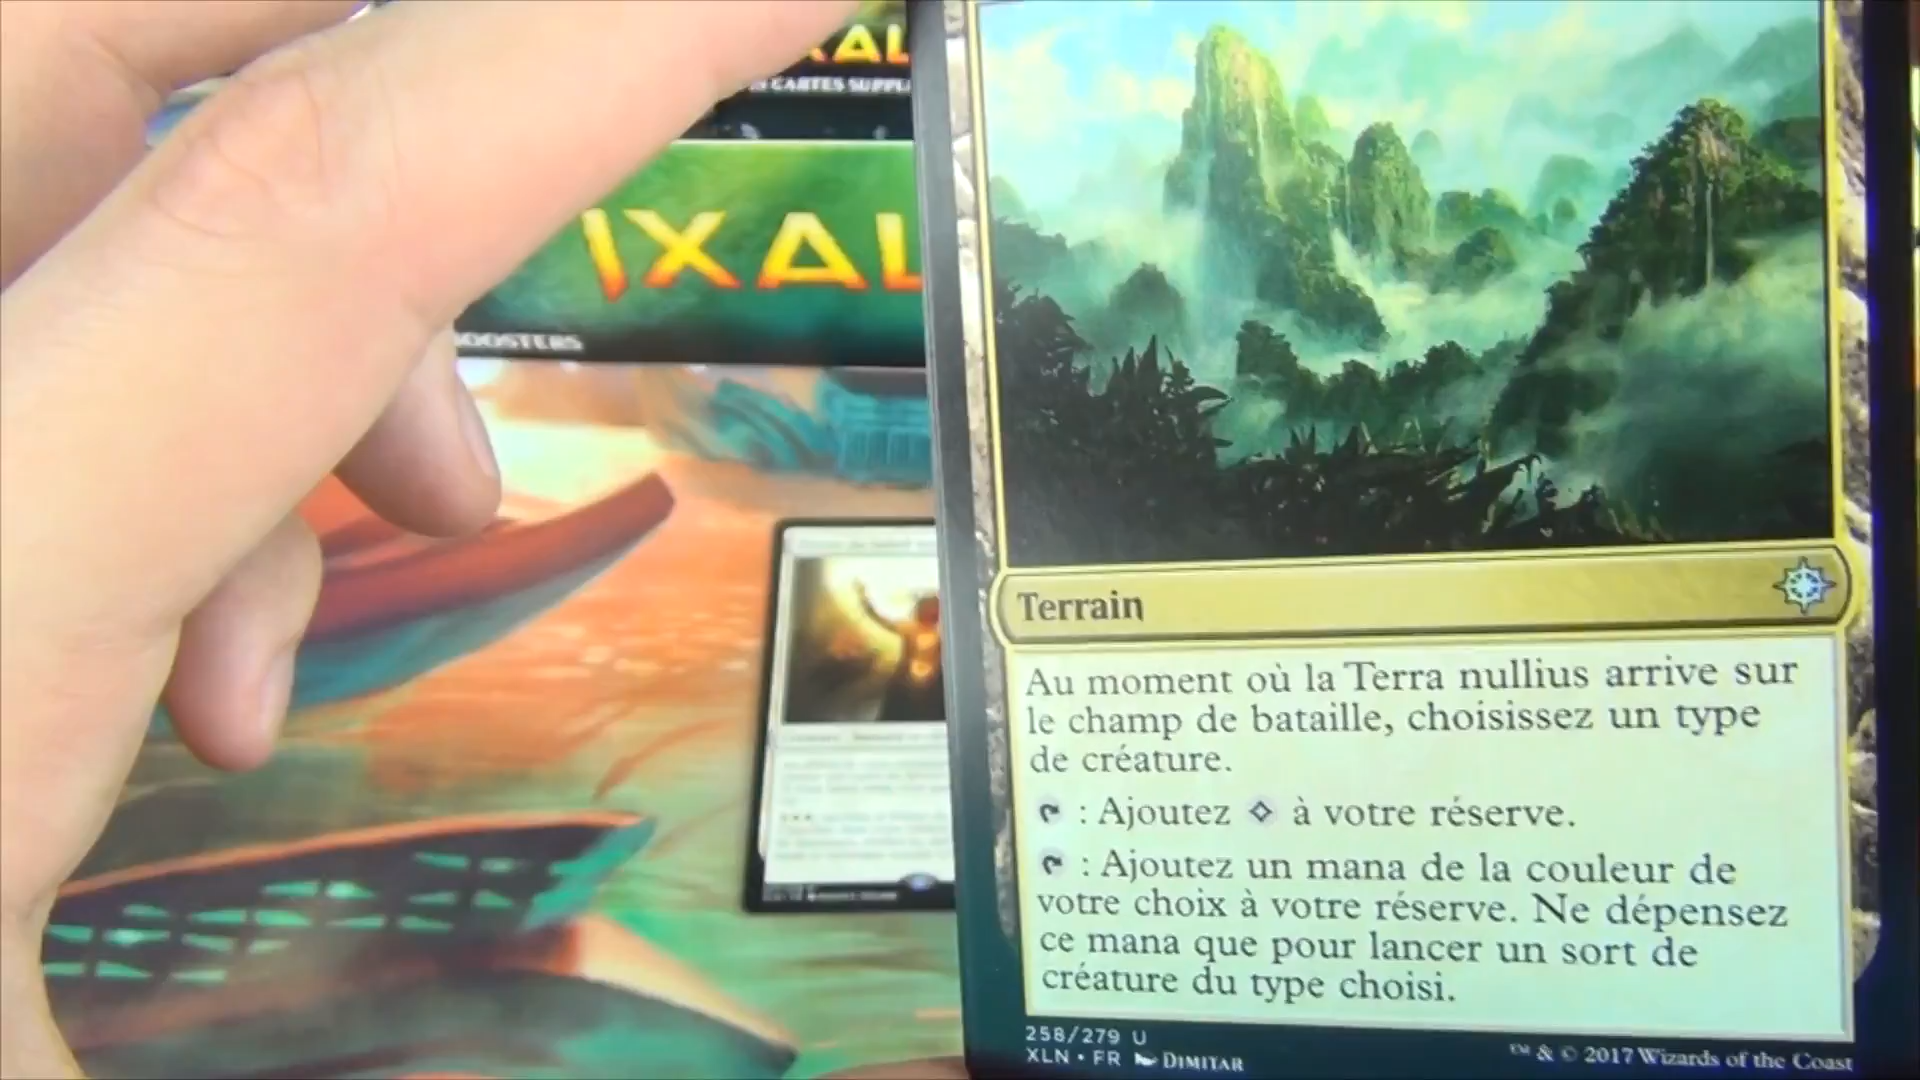 XAL
CARTES SUPPL
IXAL
BOOSTERS
Terrain
Au moment où la Terra nullius arrive sur
le champ de bataille, choisissez un type
de créature.
: Ajoutez à votre réserve.
: Ajoutez un mana de la couleur de
votre choix à votre réserve. Ne dépensez
ce mana que pour lancer un sort de
créature du type choisi.
258/279 U
XLN • FR DIMITAR
™ & © 2017 Wizards of the Coast